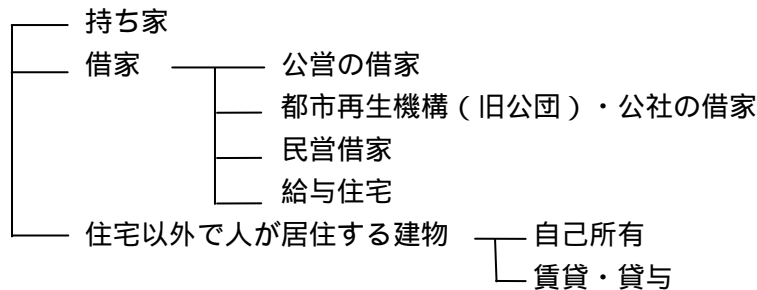 持ち家
借家 公営の借家
都市再生機構(旧公団)・公社の借家
民営借家
給与住宅
住宅以外で人が居住する建物 自己所有
賃貸・貸与